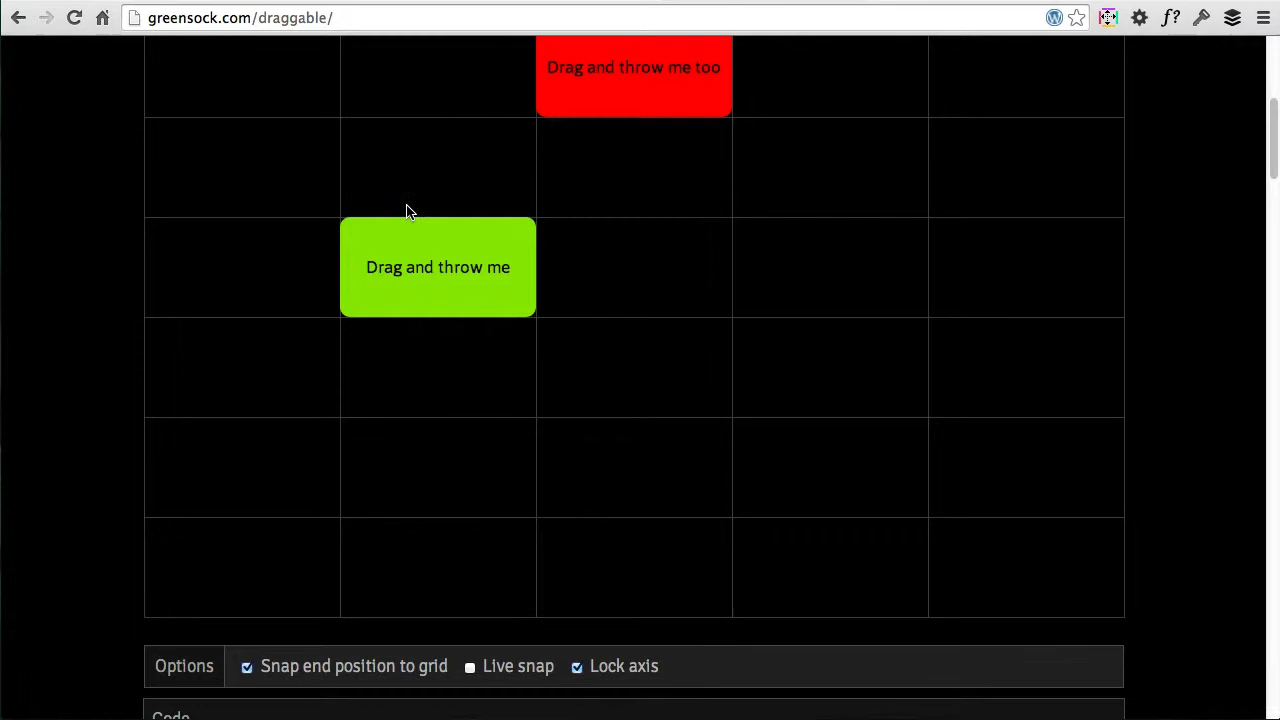 greensock.com/draggable/
f?
Drag and throw me too
Drag and throw me
Options
Snap end position to grid
Live snap
Lock axis
Code